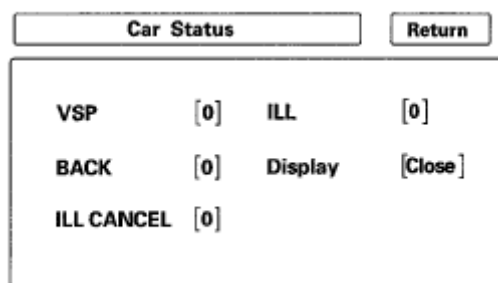 Car Status Return
VSP [0] ILL [0]
BACK [0] Display [Close]
ILL CANCEL [0]